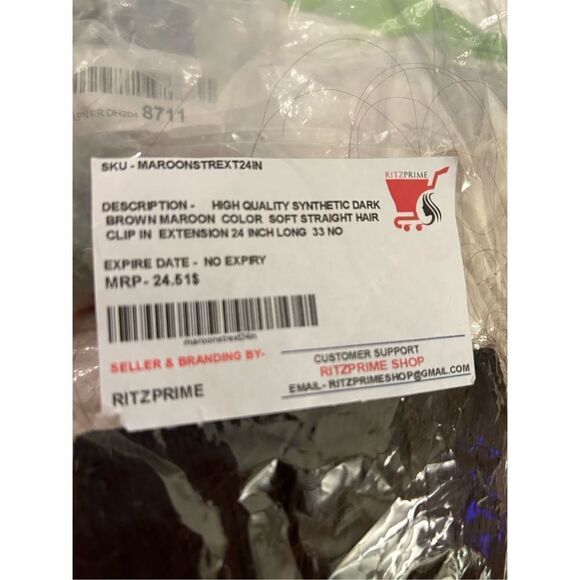 DH204 8711
SKU - MAROONSTREXT24IN
RITZPRIME
DESCRIPTION - HIGH QUALITY SYNTHETIC DARK
BROWN MAROON COLOR SOFT STRAIGHT HAIR
CLIP IN EXTENSION 24 INCH LONG 33 NO
EXPIRE DATE - NO EXPIRY
MRP - 24.51$
maroonstrext24in
SELLER & BRANDING BY-
RITZPRIME
CUSTOMER SUPPORT
RITZPRIME SHOP
EMAIL - RITZPRIMESHOP@GMAIL.COM